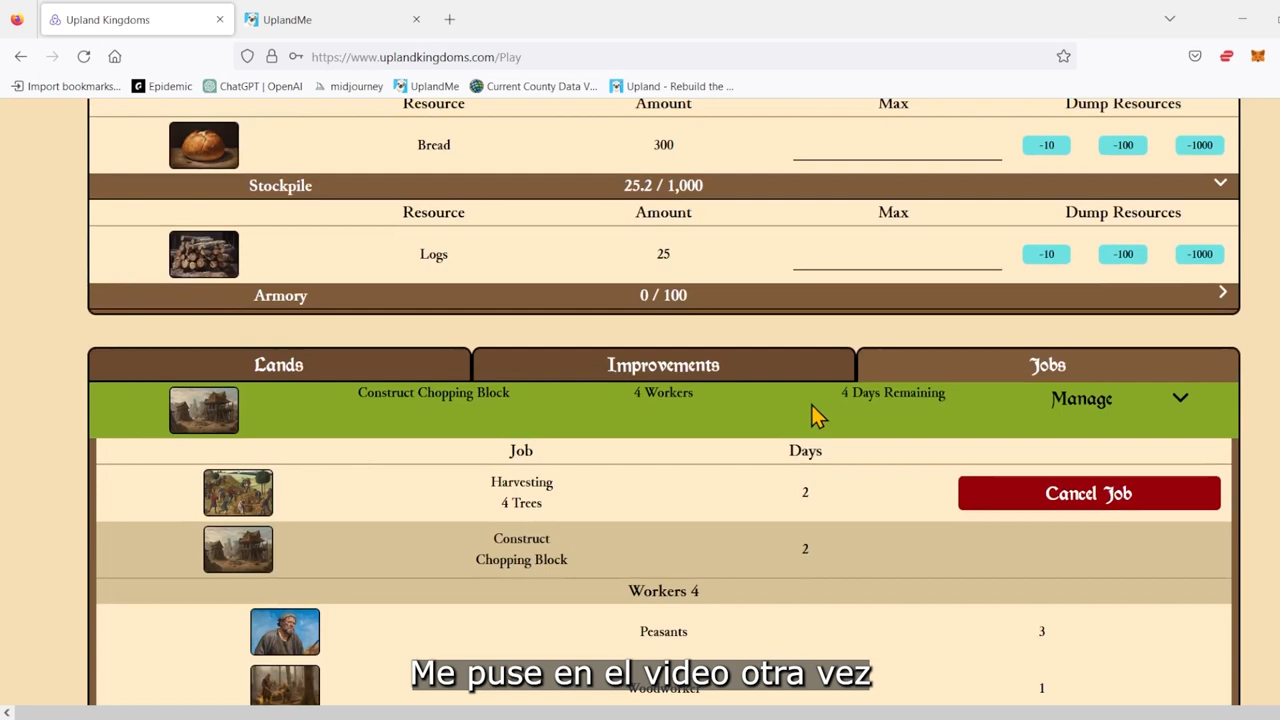 Upland Kingdoms
UplandMe
https://www.uplandkingdoms.com/Play
Import bookmarks... Epidemic ChatGPT | OpenAI midjourney UplandMe Current County Data V... Upland - Rebuild the ...
Resource Amount Max Dump Resources
Bread 300 -10 -100 -1000
Stockpile 25.2 / 1,000
Resource Amount Max Dump Resources
Logs 25 -10 -100 -1000
Armory 0 / 100
Lands Improvements Jobs
Construct Chopping Block 4 Workers 4 Days Remaining Manage
Job Days
Harvesting
4 Trees
2
Cancel Job
Construct
Chopping Block
2
Workers 4
Peasants 3
Woodworker 1
Me puse en el video otra vez